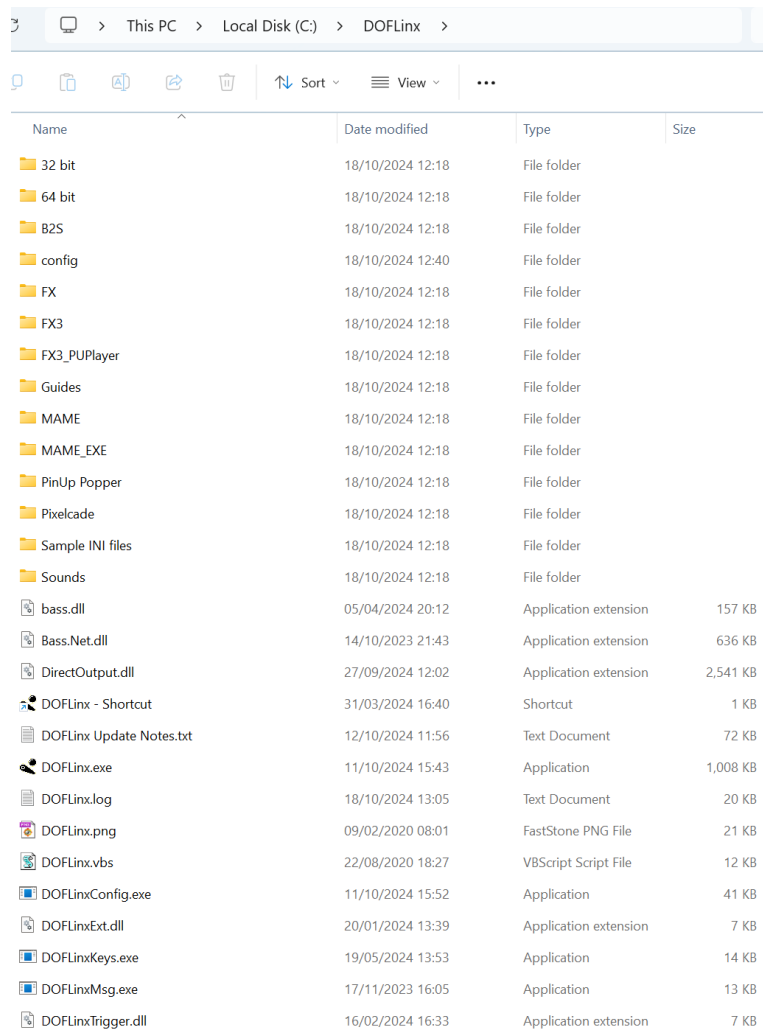 This PC > Local Disk (C:) > DOFLinx >
Sort View
Name Date modified Type Size
32 bit 18/10/2024 12:18 File folder
64 bit 18/10/2024 12:18 File folder
B2S 18/10/2024 12:18 File folder
config 18/10/2024 12:40 File folder
FX 18/10/2024 12:18 File folder
FX3 18/10/2024 12:18 File folder
FX3_PUPlayer 18/10/2024 12:18 File folder
Guides 18/10/2024 12:18 File folder
MAME 18/10/2024 12:18 File folder
MAME_EXE 18/10/2024 12:18 File folder
PinUp Popper 18/10/2024 12:18 File folder
Pixelcade 18/10/2024 12:18 File folder
Sample INI files 18/10/2024 12:18 File folder
Sounds 18/10/2024 12:18 File folder
bass.dll 05/04/2024 20:12 Application extension 157 KB
Bass.Net.dll 14/10/2023 21:43 Application extension 636 KB
DirectOutput.dll 27/09/2024 12:02 Application extension 2,541 KB
DOFLinx - Shortcut 31/03/2024 16:40 Shortcut 1 KB
DOFLinx Update Notes.txt 12/10/2024 11:56 Text Document 72 KB
DOFLinx.exe 11/10/2024 15:43 Application 1,008 KB
DOFLinx.log 18/10/2024 13:05 Text Document 20 KB
DOFLinx.png 09/02/2020 08:01 FastStone PNG File 21 KB
DOFLinx.vbs 22/08/2020 18:27 VBScript Script File 12 KB
DOFLinxConfig.exe 11/10/2024 15:52 Application 41 KB
DOFLinxExt.dll 20/01/2024 13:39 Application extension 7 KB
DOFLinxKeys.exe 19/05/2024 13:53 Application 14 KB
DOFLinxMsg.exe 17/11/2023 16:05 Application 13 KB
DOFLinxTrigger.dll 16/02/2024 16:33 Application extension 7 KB